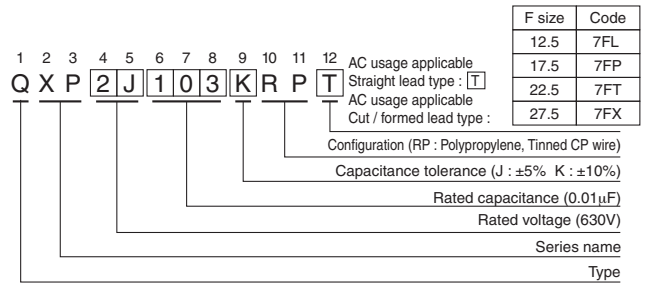 F size Code
12.5 7FL
17.5 7FP
22.5 7FT
27.5 7FX
1 2 3 4 5 6 7 8 9 10 11 12
Q X P 2 J 1 0 3 K R P T
AC usage applicable
Straight lead type : T
AC usage applicable
Cut / formed lead type :
Configuration (RP : Polypropylene, Tinned CP wire)
Capacitance tolerance (J : ±5% K : ±10%)
Rated capacitance (0.01μF)
Rated voltage (630V)
Series name
Type